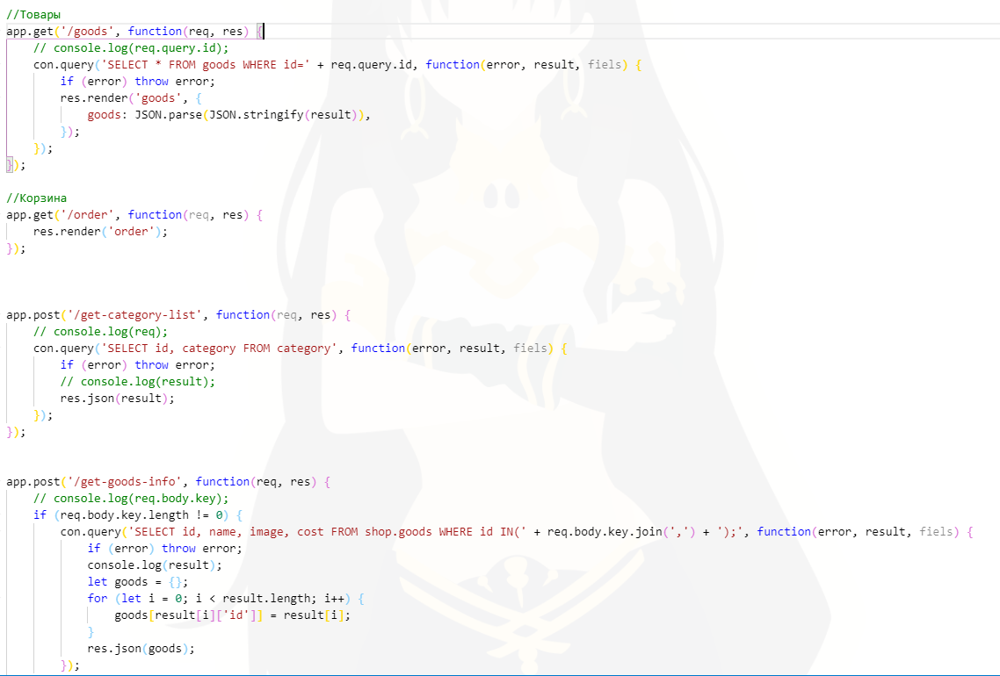 //Товары
app.get('/goods', function(req, res) {
    // console.log(req.query.id);
    con.query('SELECT * FROM goods WHERE id=' + req.query.id, function(error, result, fiels) {
        if (error) throw error;
        res.render('goods', {
            goods: JSON.parse(JSON.stringify(result)),
        });
    });
});
//Корзина
app.get('/order', function(req, res) {
    res.render('order');
});
app.post('/get-category-list', function(req, res) {
    // console.log(req);
    con.query('SELECT id, category FROM category', function(error, result, fiels) {
        if (error) throw error;
        // console.log(result);
        res.json(result);
    });
});
app.post('/get-goods-info', function(req, res) {
    // console.log(req.body.key);
    if (req.body.key.length != 0) {
        con.query('SELECT id, name, image, cost FROM shop.goods WHERE id IN(' + req.body.key.join(',') + ');', function(error, result, fiels) {
            if (error) throw error;
            console.log(result);
            let goods = {};
            for (let i = 0; i < result.length; i++) {
                goods[result[i]['id']] = result[i];
            }
            res.json(goods);
        });